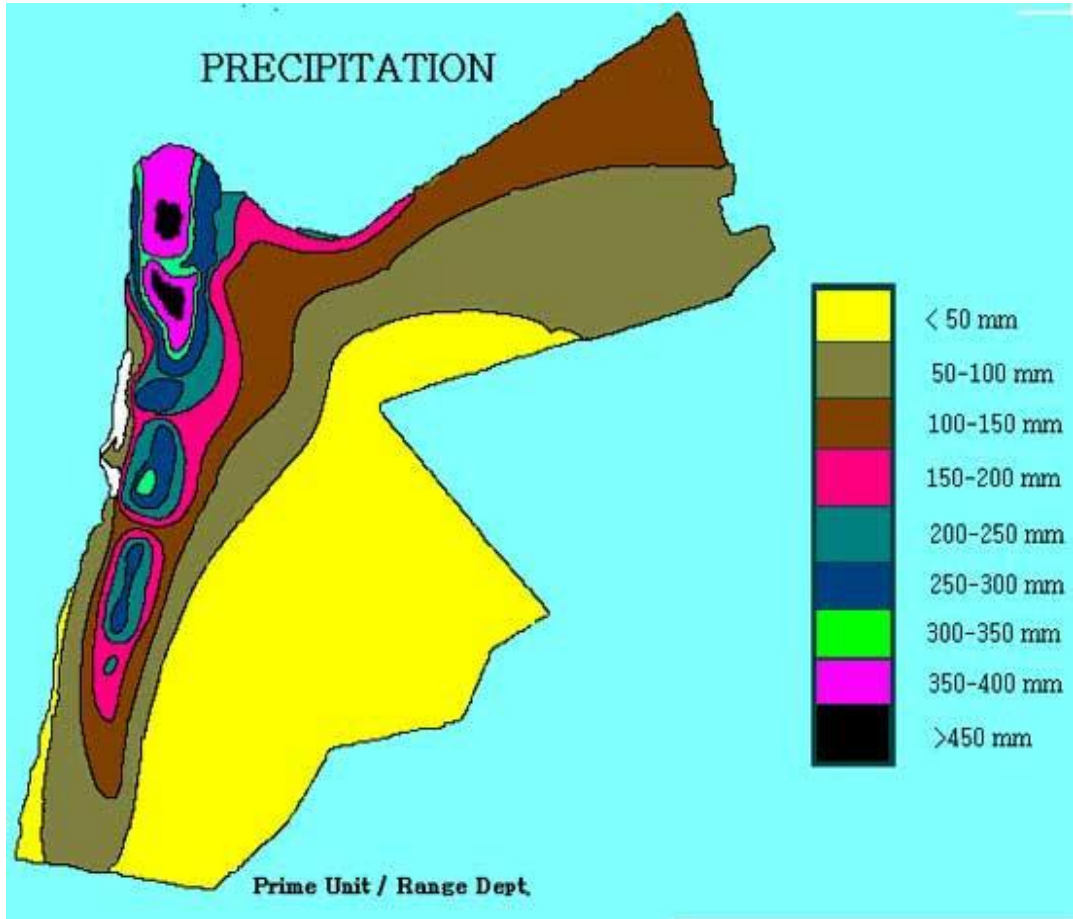 PRECIPITATION
< 50 mm
50-100 mm
100-150 mm
150-200 mm
200-250 mm
250-300 mm
300-350 mm
350-400 mm
>450 mm
Prime Unit / Range Dept.